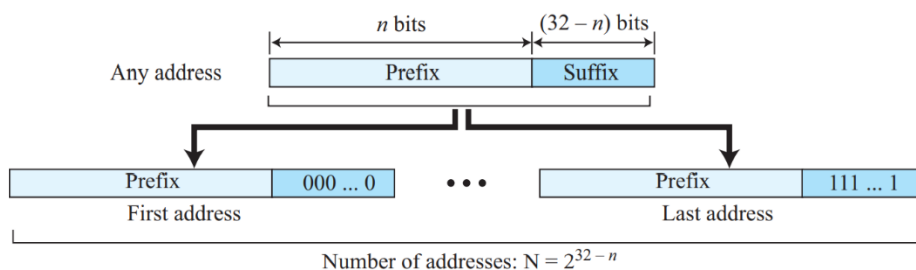 n bits (32 – n) bits
Any address Prefix Suffix
Prefix 000 ... 0 ••• Prefix 111 ... 1
First address Last address
Number of addresses: N = 2^{32 – n}